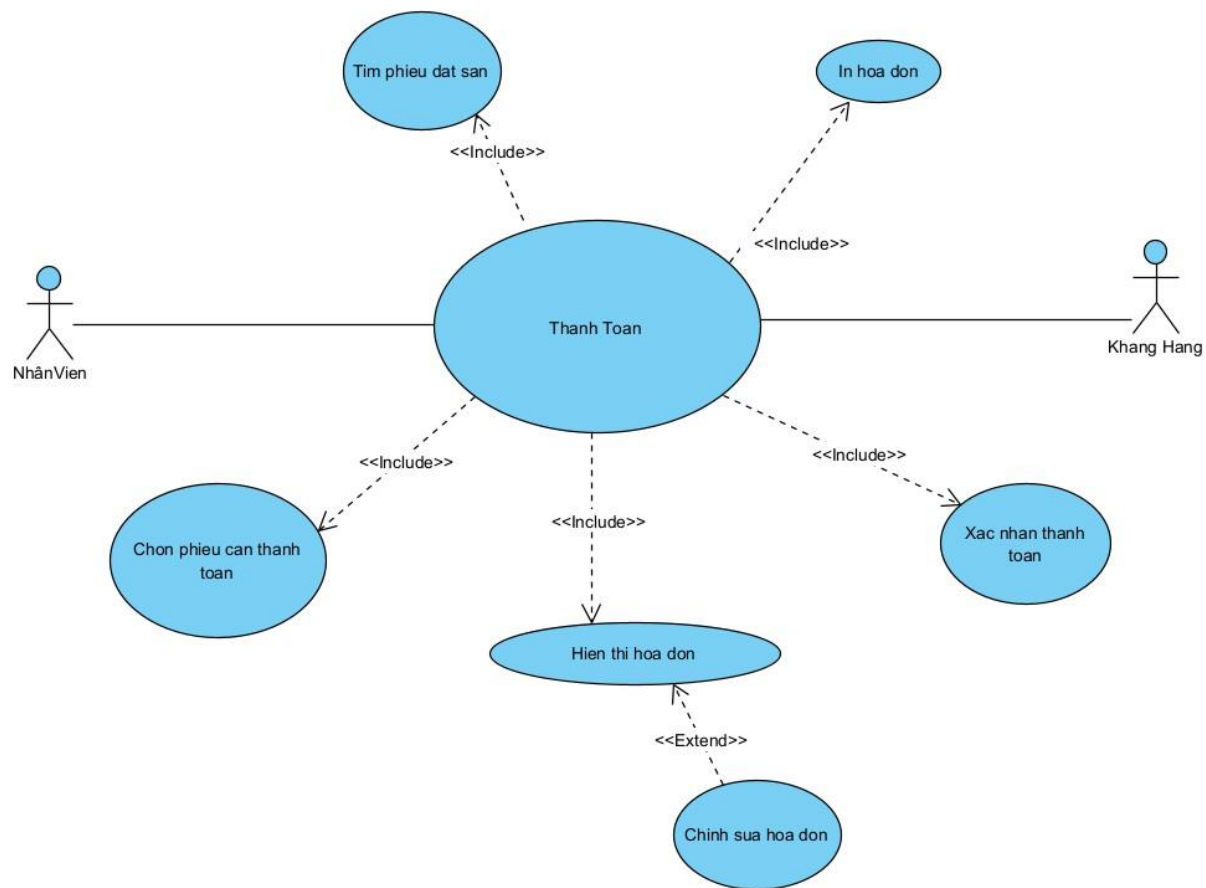 Tim phieu dat san
In hoa don
<<Include>>
<<Include>>
Thanh Toan
NhânVien
Khang Hang
<<Include>>
<<Include>>
<<Include>>
Chon phieu can thanh
toan
Xac nhan thanh
toan
Hien thi hoa don
<<Extend>>
Chinh sua hoa don